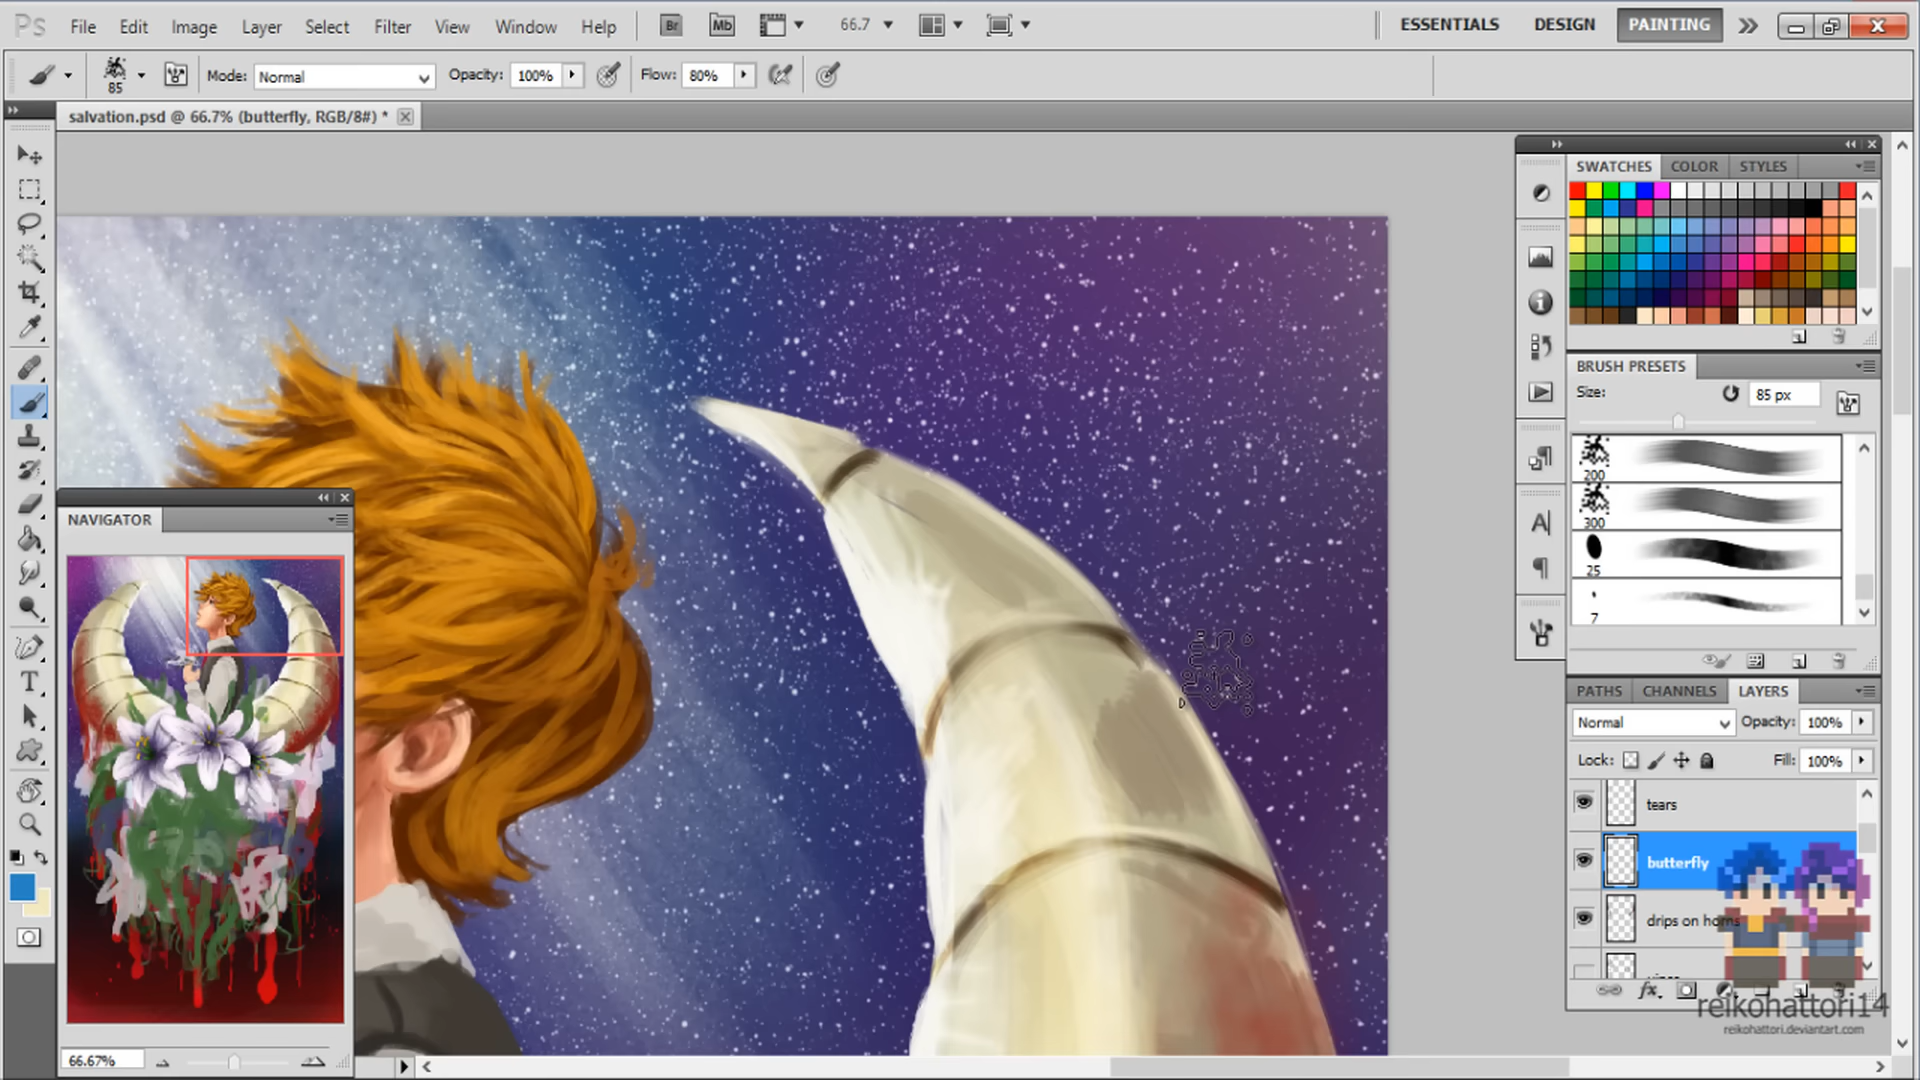 Ps File Edit Image Layer Select Filter View Window Help Br Mb 66.7 ESSENTIALS DESIGN PAINTING
85 Mode: Normal Opacity: 100% Flow: 80%
salvation.psd @ 66.7% (butterfly, RGB/8#) *
SWATCHES COLOR STYLES
BRUSH PRESETS
Size: 85 px
200
300
25
7
NAVIGATOR
66.67%
PATHS CHANNELS LAYERS
Normal Opacity: 100%
Lock: Fill: 100%
tears
butterfly
drips on horns
fx
reikohattori14
reikohattori.deviantart.com